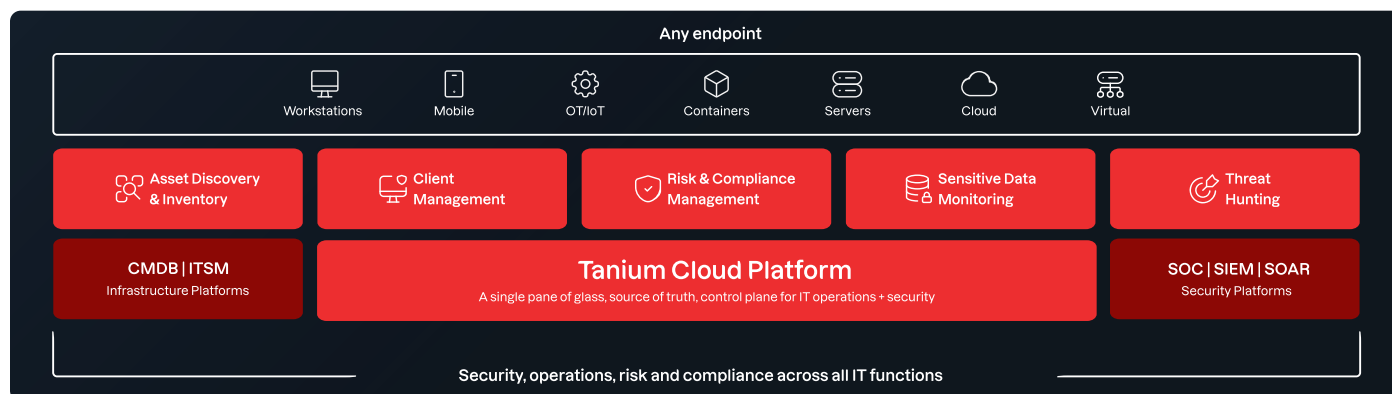 Any endpoint
Workstations
Mobile
OT/IoT
Containers
Servers
Cloud
Virtual
Asset Discovery
& Inventory
Client
Management
Risk & Compliance
Management
Sensitive Data
Monitoring
Threat
Hunting
CMDB | ITSM
Infrastructure Platforms
Tanium Cloud Platform
A single pane of glass, source of truth, control plane for IT operations + security
SOC | SIEM | SOAR
Security Platforms
Security, operations, risk and compliance across all IT functions